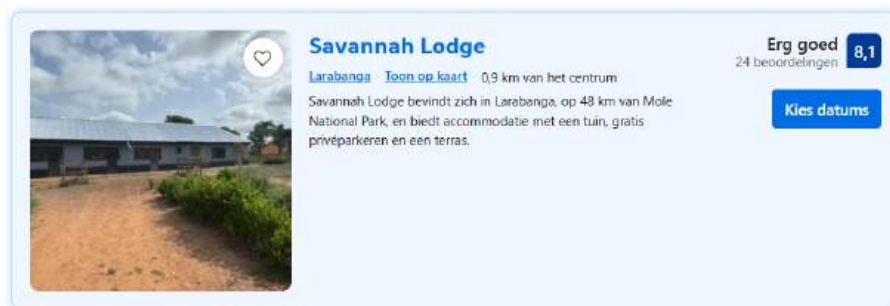 Savannah Lodge
Larabanga Toon op kaart 0,9 km van het centrum
Savannah Lodge bevindt zich in Larabanga, op 48 km van Mole
National Park, en biedt accommodatie met een tuin, gratis
privéparkeren en een terras.
Erg goed
24 beoordelingen
8,1
Kies datums